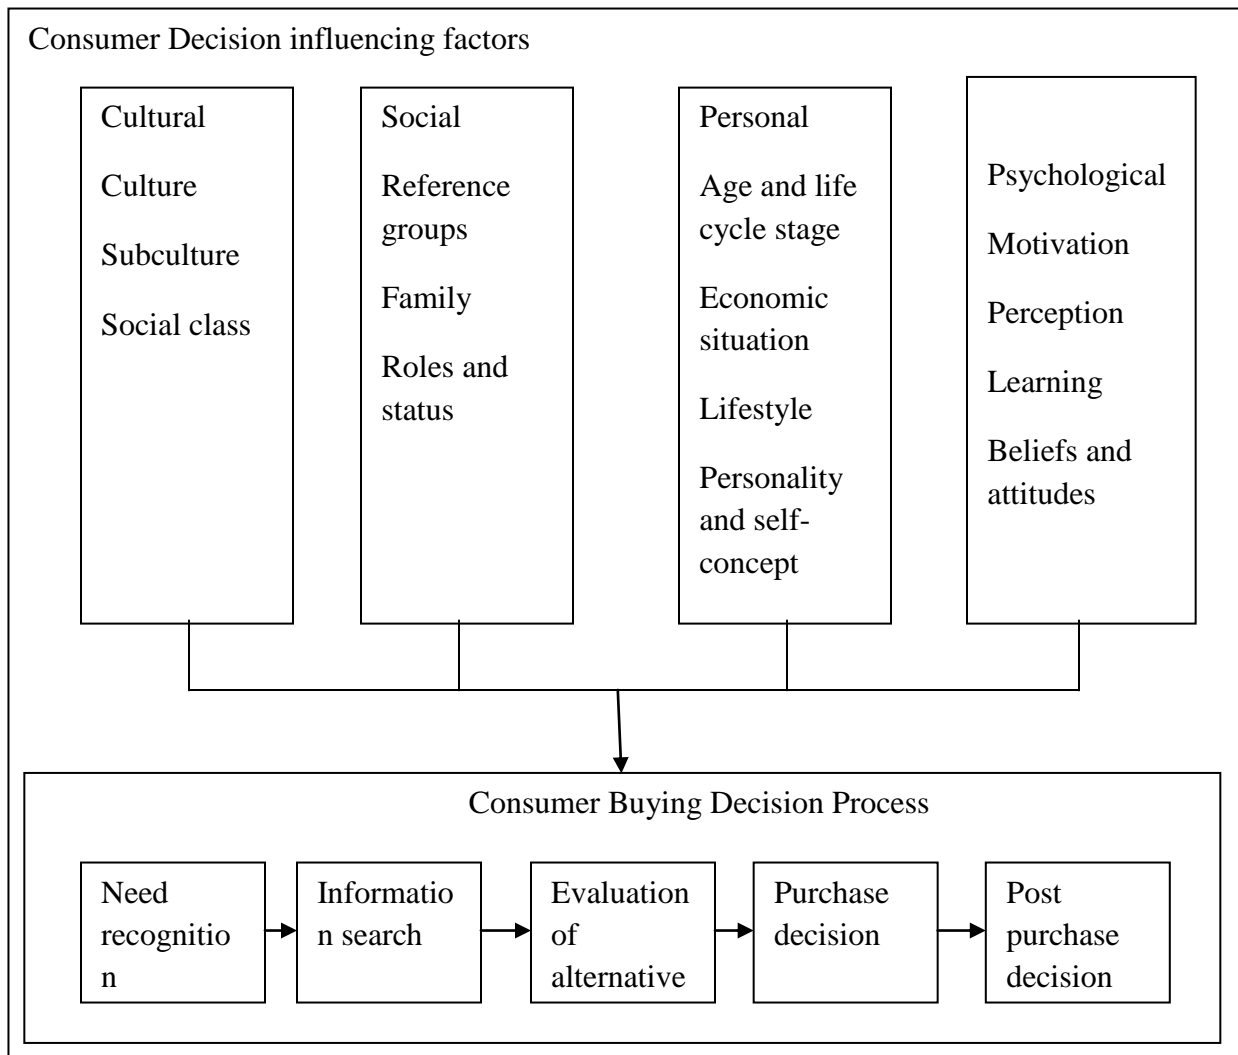 Consumer Decision influencing factors
Cultural
Culture
Subculture
Social class
Social
Reference
groups
Family
Roles and
status
Personal
Age and life
cycle stage
Economic
situation
Lifestyle
Personality
and self-
concept
Psychological
Motivation
Perception
Learning
Beliefs and
attitudes
Consumer Buying Decision Process
Need
recognitio
n
Informatio
n search
Evaluation
of
alternative
Purchase
decision
Post
purchase
decision